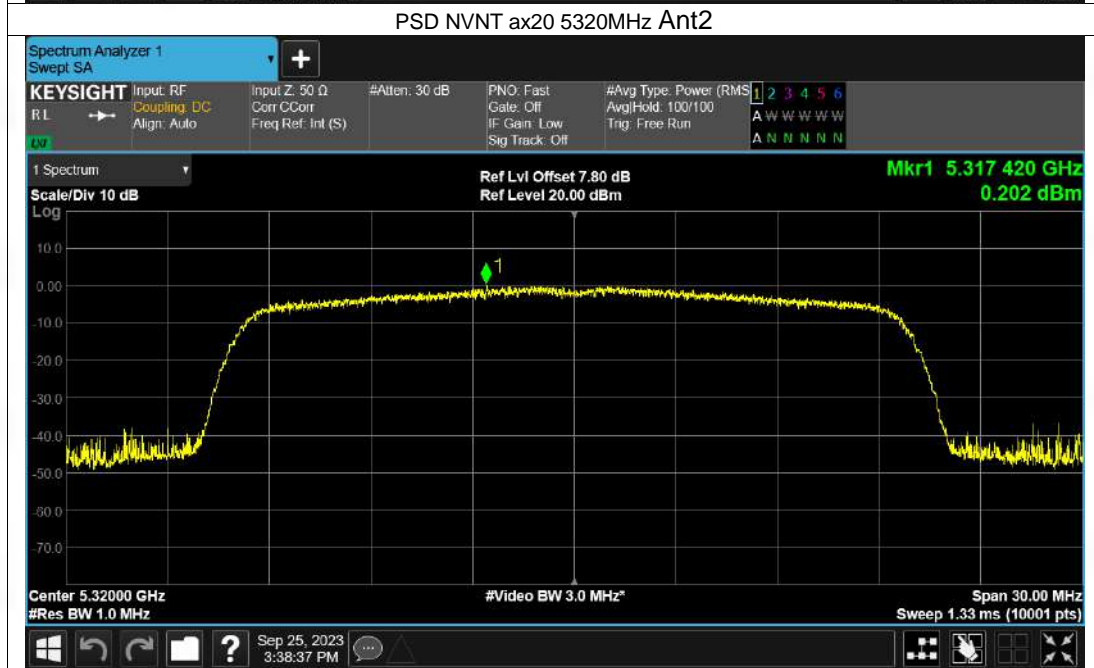 PSD NVNT ax20 5320MHz Ant2
Spectrum Analyzer 1
Swept SA
KEYSIGHT Input: RF Input Z: 50 Ω #Atten: 30 dB PNO: Fast #Avg Type: Power (RMS 1 2 3 4 5 6
RL Coupling: DC Corr CCorr Gate: Off Avg|Hold: 100/100 A W W W W W
Align: Auto Freq Ref: Int (S) IF Gain: Low Trig: Free Run
Sig Track: Off A N N N N N
1 Spectrum Ref Lvl Offset 7.80 dB Mkr1 5.317 420 GHz
Scale/Div 10 dB Ref Level 20.00 dBm 0.202 dBm
Log
10.0
1
0.00
-10.0
-20.0
-30.0
-40.0
-50.0
-60.0
-70.0
Center 5.32000 GHz #Video BW 3.0 MHz* Span 30.00 MHz
#Res BW 1.0 MHz Sweep 1.33 ms (10001 pts)
? Sep 25, 2023
3:38:37 PM